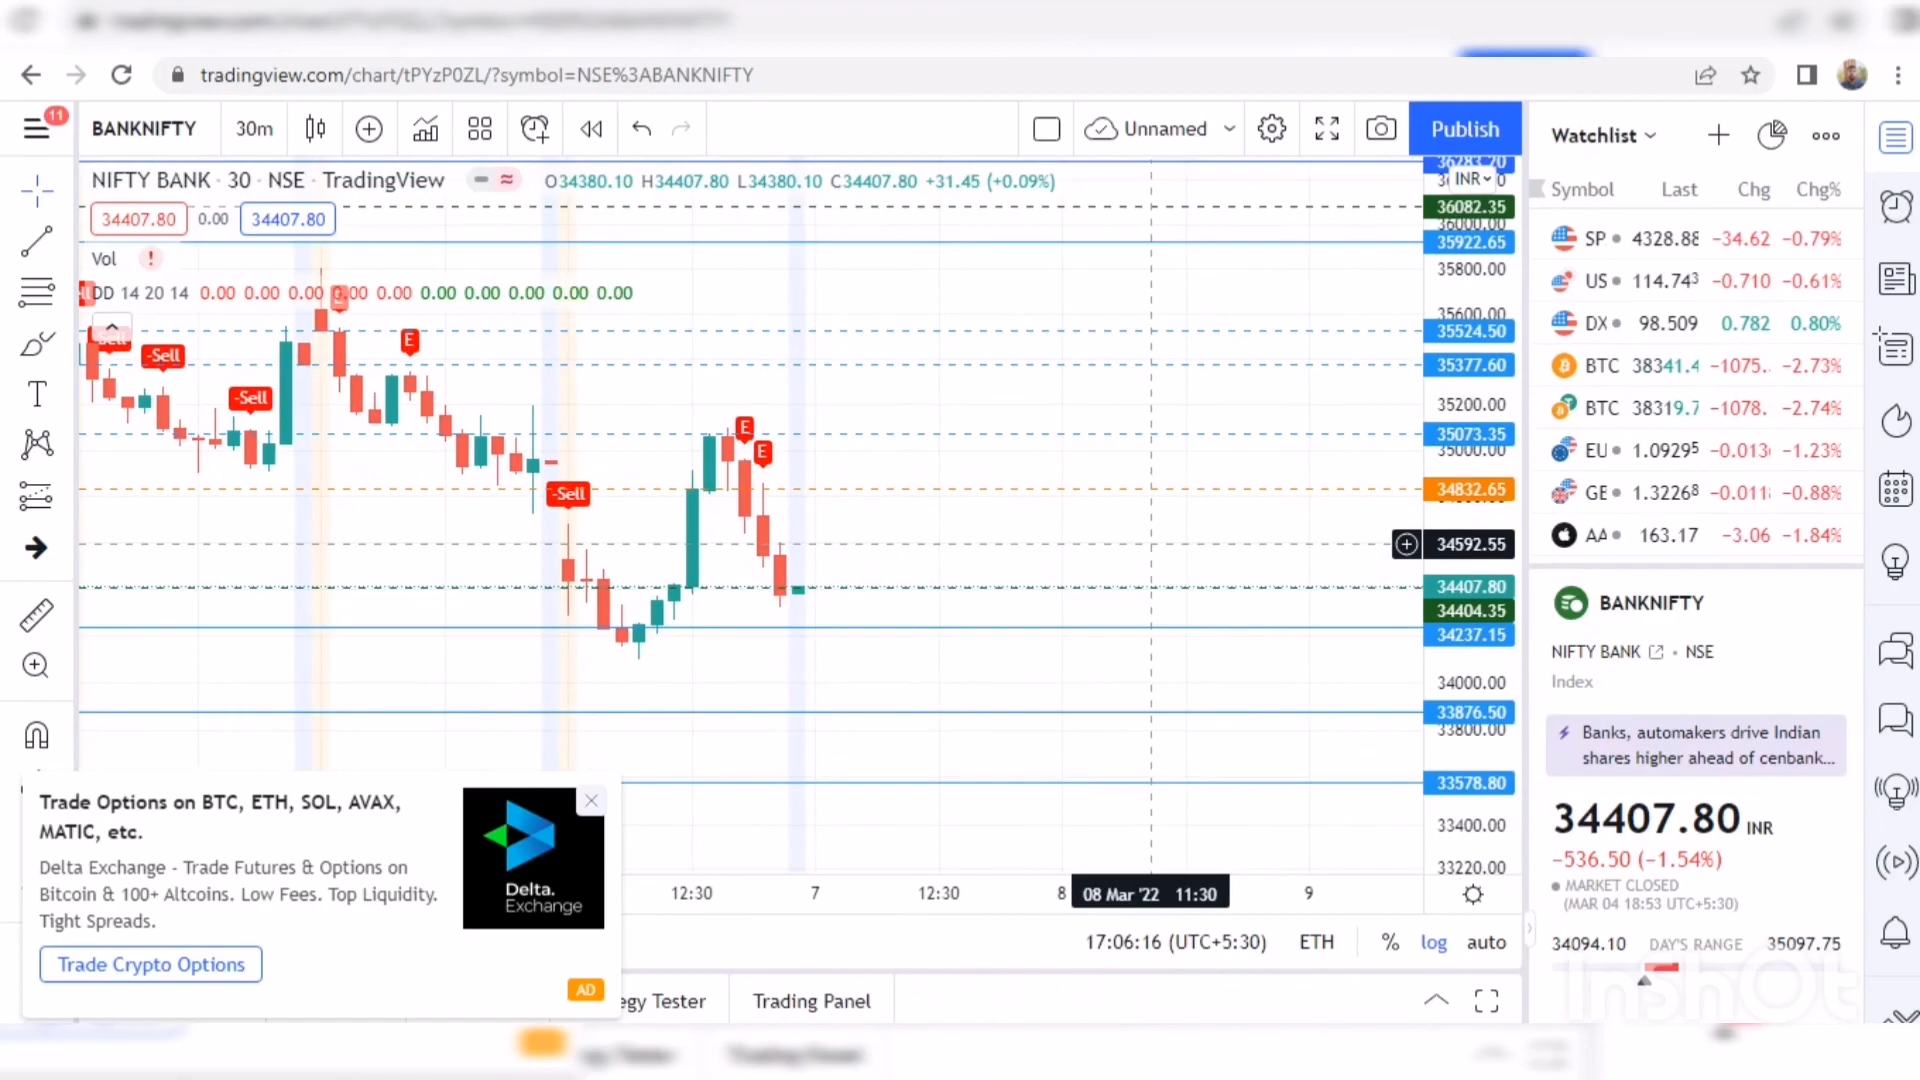 tradingview.com/chart/tPYzP0ZL/?symbol=NSE%3ABANKNIFTY
11
BANKNIFTY 30m Unnamed Publish
NIFTY BANK · 30 · NSE · TradingView O34380.10 H34407.80 L34380.10 C34407.80 +31.45 (+0.09%)
34407.80 0.00 34407.80
Vol !
DD 14 20 14 0.00 0.00 0.00 0.00 0.00 0.00 0.00 0.00 0.00 0.00
-Sell
-Sell
E
-Sell
E
E
36283.70
INR
36082.35
36000.00
35922.65
35800.00
35600.00
35524.50
35377.60
35200.00
35073.35
35000.00
34832.65
34592.55
34407.80
34404.35
34237.15
34000.00
33876.50
33800.00
33578.80
33400.00
33220.00
12:30 7 12:30 8 08 Mar '22 11:30 9
17:06:16 (UTC+5:30) ETH % log auto
egy Tester Trading Panel
Trade Options on BTC, ETH, SOL, AVAX,
MATIC, etc.
Delta Exchange - Trade Futures & Options on
Bitcoin & 100+ Altcoins. Low Fees. Top Liquidity.
Tight Spreads.
Trade Crypto Options
Delta.
Exchange
AD
Watchlist
Symbol Last Chg Chg%
SP 4328.88 −34.62 −0.79%
US 114.743 −0.710 −0.61%
DX 98.509 0.782 0.80%
BTC 38341.4 −1075. −2.73%
BTC 38319.7 −1078. −2.74%
EU 1.09295 −0.013 −1.23%
GE 1.32268 −0.011 −0.88%
AA 163.17 −3.06 −1.84%
BANKNIFTY
NIFTY BANK · NSE
Index
Banks, automakers drive Indian
shares higher ahead of cenbank...
34407.80 INR
−536.50 (−1.54%)
MARKET CLOSED
(MAR 04 18:53 UTC+5:30)
34094.10 DAY'S RANGE 35097.75
InShOt